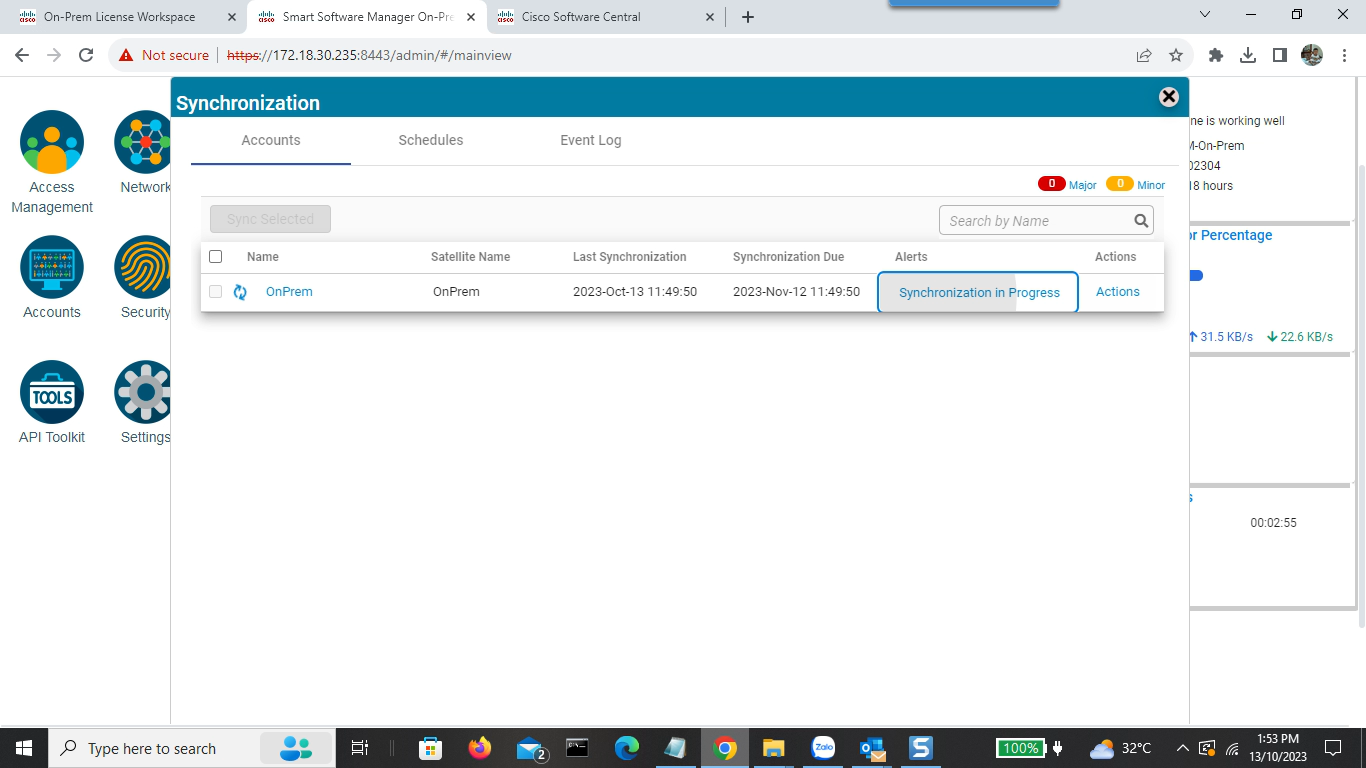 On-Prem License Workspace
Smart Software Manager On-Pre
Cisco Software Central
Not secure
https://172.18.30.235:8443/admin/#/mainview
Synchronization
Accounts
Schedules
Event Log
0 Major
0 Minor
Sync Selected
Search by Name
Name
Satellite Name
Last Synchronization
Synchronization Due
Alerts
Actions
OnPrem
OnPrem
2023-Oct-13 11:49:50
2023-Nov-12 11:49:50
Synchronization in Progress
Actions
Access
Management
Network
Accounts
Security
TOOLS
API Toolkit
Settings
ne is working well
M-On-Prem
02304
18 hours
or Percentage
31.5 KB/s
22.6 KB/s
s
00:02:55
Type here to search
2
Zalo
S
100%
32°C
1:53 PM
13/10/2023